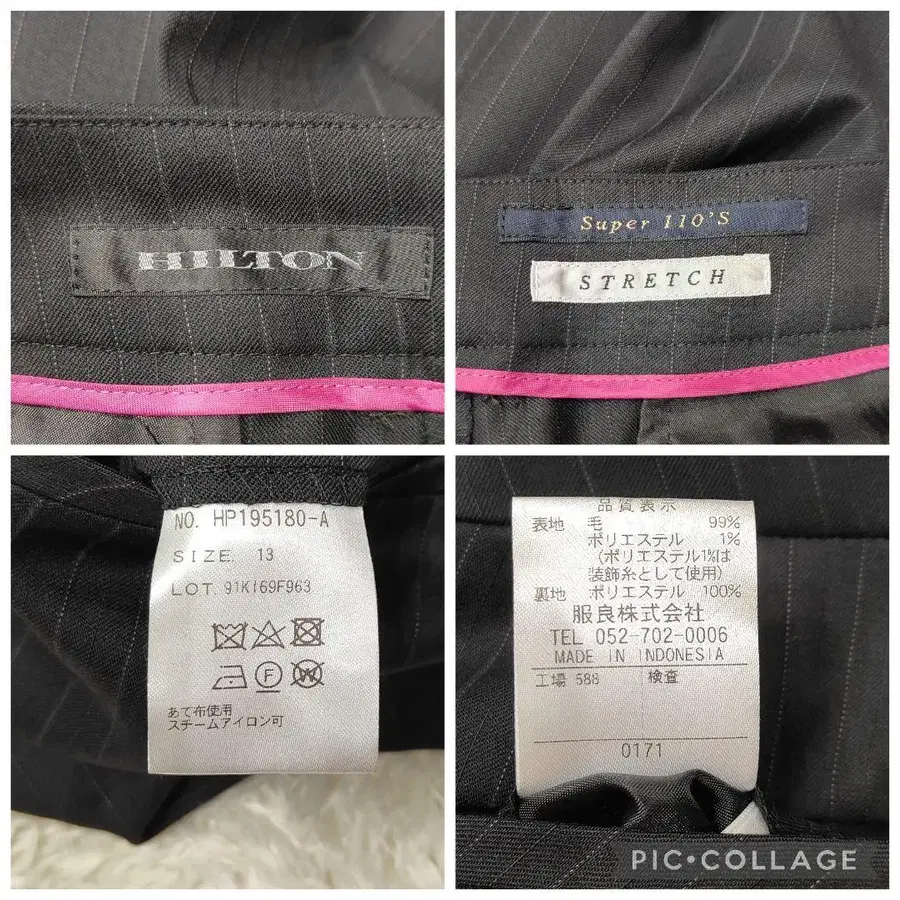 HILTON
Super 110'S
STRETCH
NO. HP195180-A
SIZE 13
LOT. 91KI69F963
F
W
あて布使用
スチームアイロン可
品質表示
表地 毛 99%
ポリエステル 1%
(ポリエステル1%は
装飾糸として使用)
裏地 ポリエステル 100%
服良株式会社
TEL 052-702-0006
MADE IN INDONESIA
工場 588 検査
0171
PIC•COLLAGE